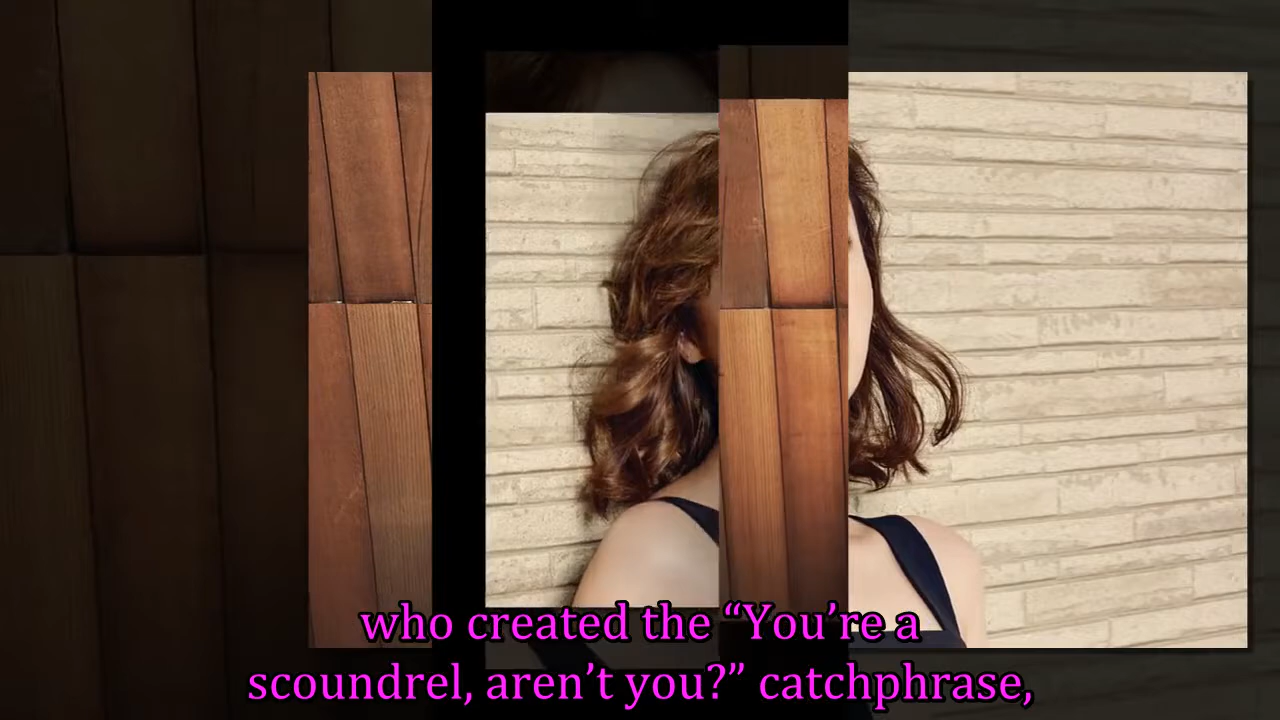 who created the “You’re a
scoundrel, aren’t you?” catchphrase,